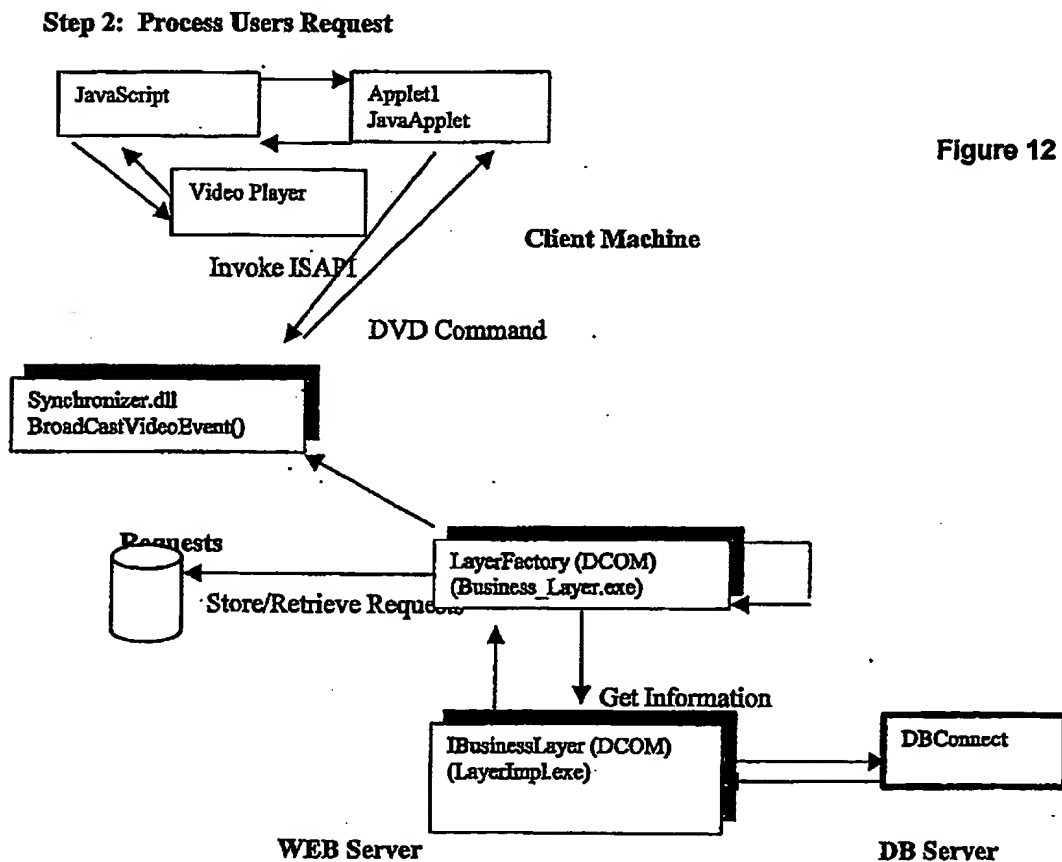 Step 2: Process Users Request
JavaScript
Applet1
JavaApplet
Figure 12
Video Player
Client Machine
Invoke ISAPI
DVD Command
Synchronizer.dll
BroadCastVideoEvent()
Requests
LayerFactory (DCOM)
(Business_Layer.exe)
Store/Retrieve Requests
Get Information
IBusinessLayer (DCOM)
(LayerImpl.exe)
DBConnect
WEB Server
DB Server